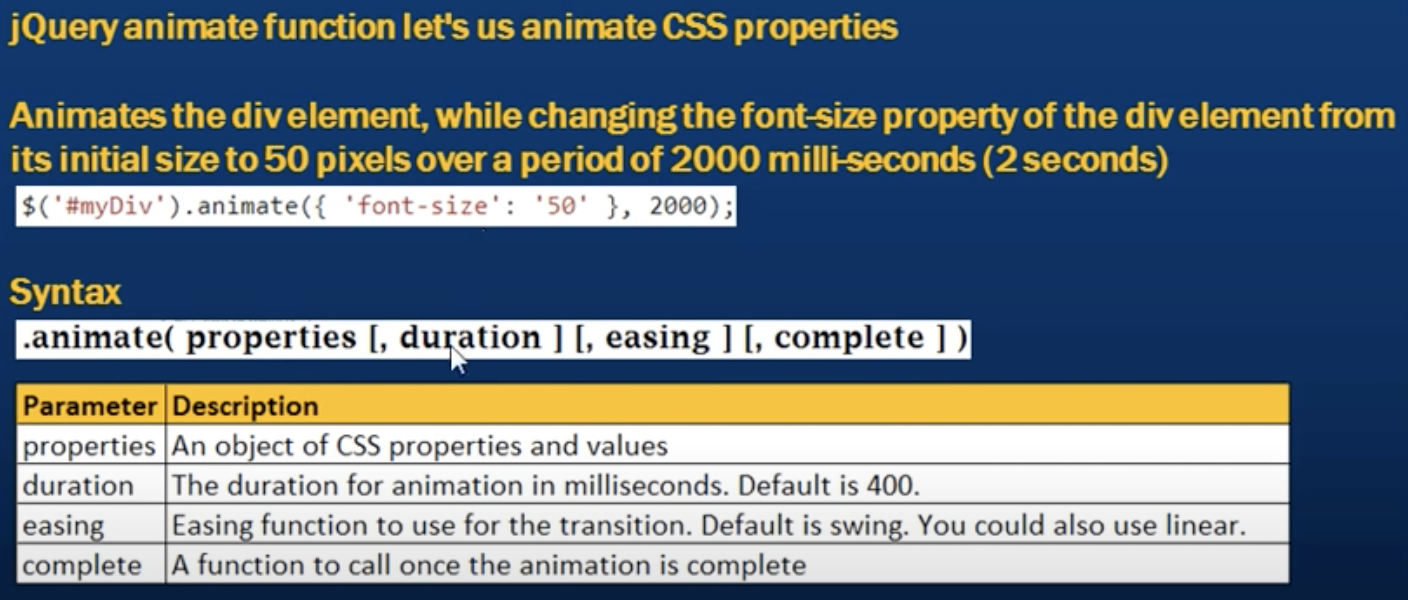 jQuery animate function let's us animate CSS properties
Animates the div element, while changing the font-size property of the div element from
its initial size to 50 pixels over a period of 2000 milli-seconds (2 seconds)
$('#myDiv').animate({ 'font-size': '50' }, 2000);
Syntax
.animate( properties [, duration ] [, easing ] [, complete ] )
Parameter Description
properties An object of CSS properties and values
duration The duration for animation in milliseconds. Default is 400.
easing Easing function to use for the transition. Default is swing. You could also use linear.
complete A function to call once the animation is complete